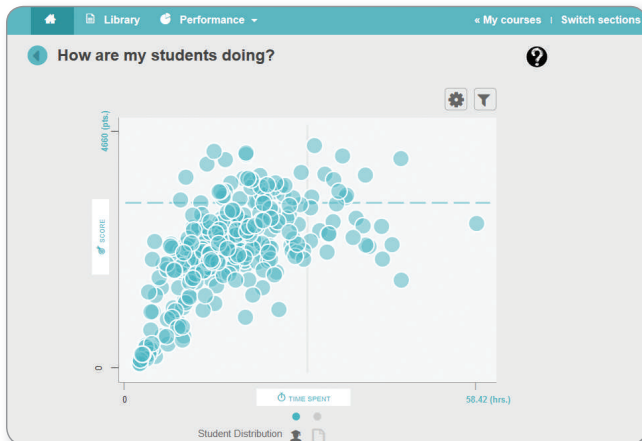 Library Performance « My courses | Switch sections
How are my students doing?
?
4660 (pts.)
SCORE
0
0 TIME SPENT 58.42 (hrs.)
Student Distribution